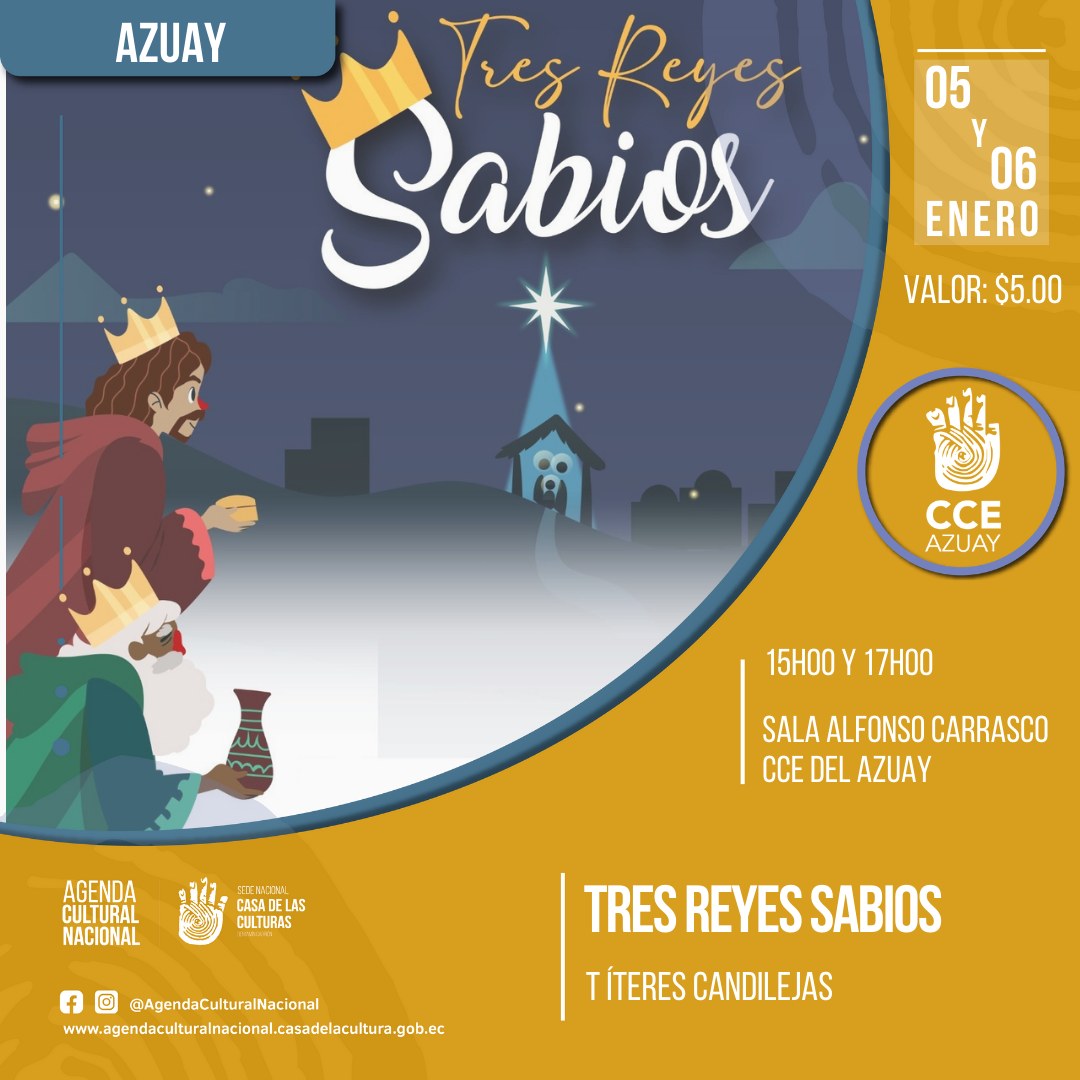 AZUAY
Tres Reyes
Sabios
05
Y
06
ENERO
VALOR: $5.00
CCE
AZUAY
15H00 Y 17H00
SALA ALFONSO CARRASCO
CCE DEL AZUAY
TRES REYES SABIOS
T ÍTERES CANDILEJAS
AGENDA
CULTURAL
NACIONAL
SEDE NACIONAL
CASA DE LAS
CULTURAS
@AgendaCulturalNacional
www.agendaculturalnacional.casadelacultura.gob.ec